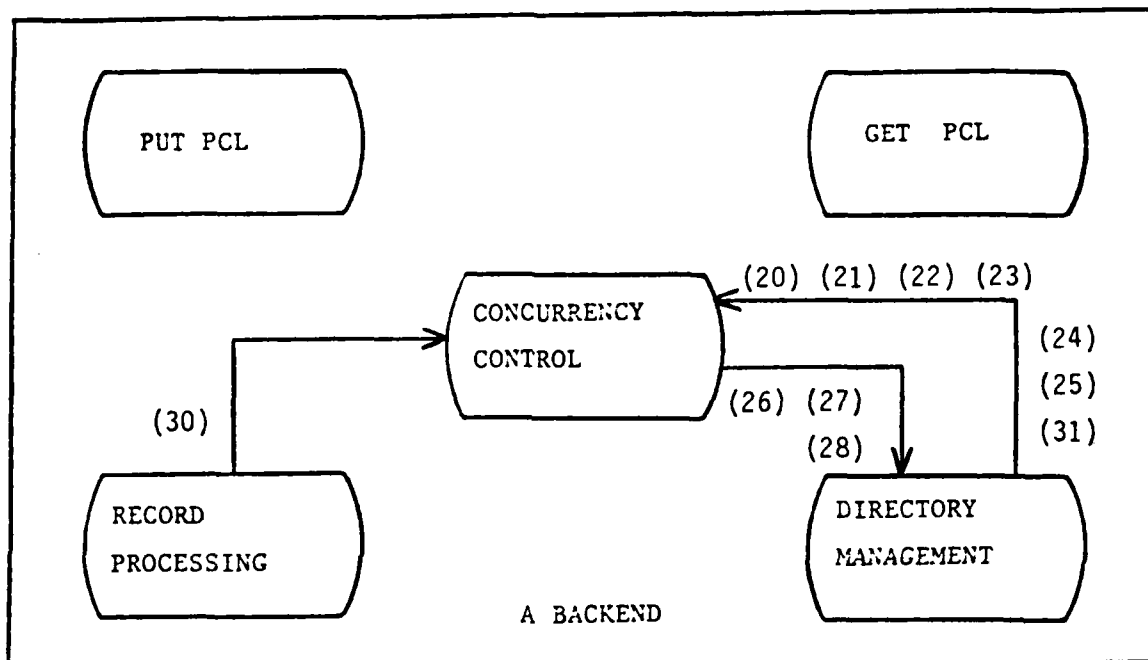 PUT PCL
GET PCL
(20) (21) (22) (23)
CONCURRENCY
CONTROL
(24)
(25)
(31)
(26) (27)
(28)
(30)
RECORD
PROCESSING
DIRECTORY
MANAGEMENT
A BACKEND